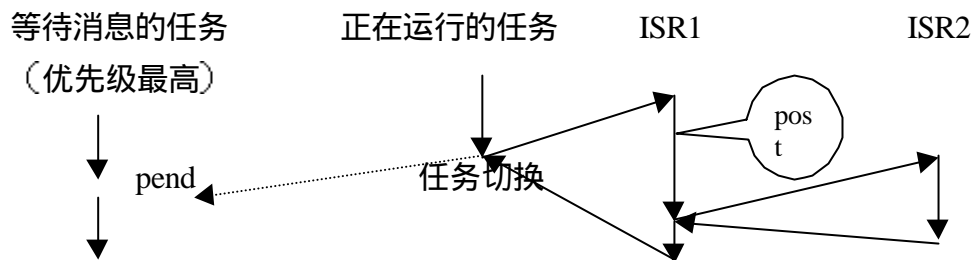 等待消息的任务
（优先级最高）
正在运行的任务
ISR1
ISR2
pos
t
pend
任务切换